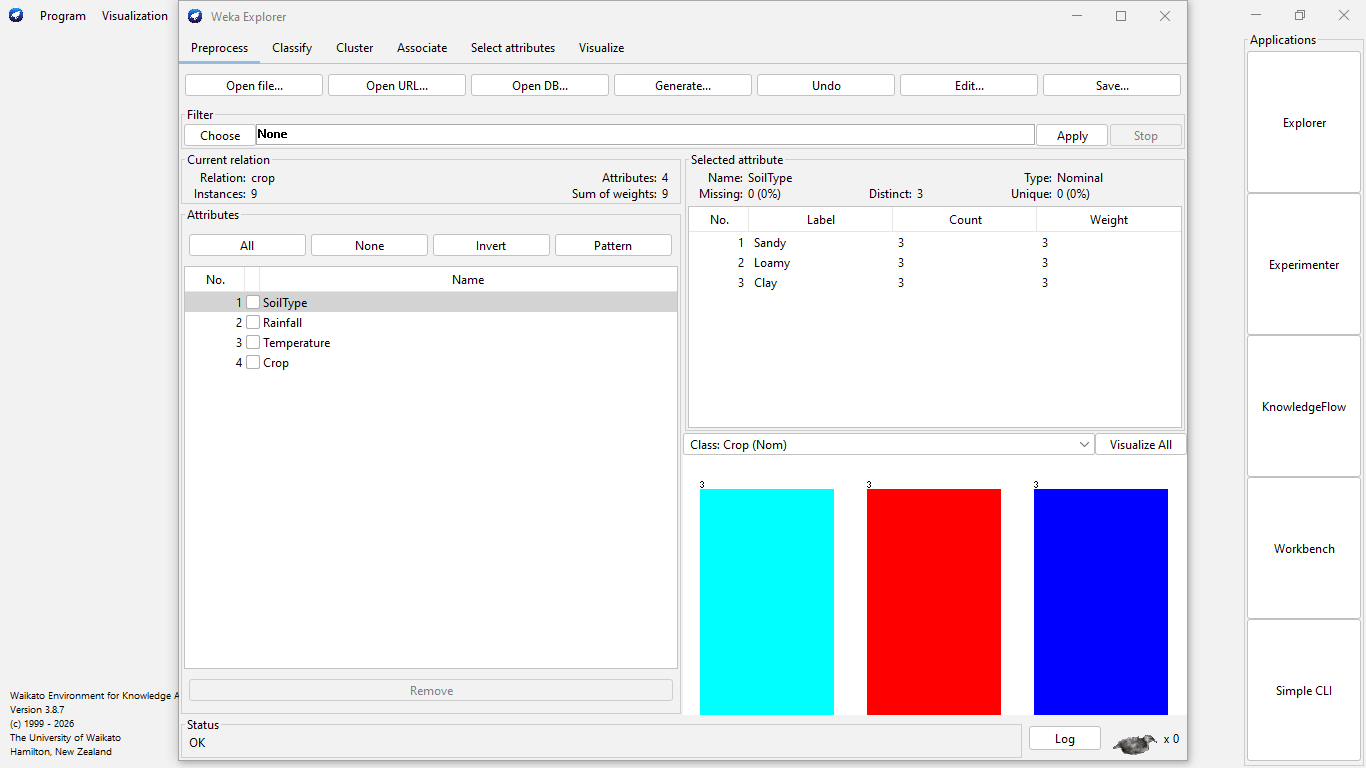 Program Visualization
Weka Explorer
Preprocess Classify Cluster Associate Select attributes Visualize
Open file... Open URL... Open DB... Generate... Undo Edit... Save...
Filter
Choose None Apply Stop
Current relation
Relation: crop Attributes: 4
Instances: 9 Sum of weights: 9
Attributes
All None Invert Pattern
No. Name
1 SoilType
2 Rainfall
3 Temperature
4 Crop
Remove
Selected attribute
Name: SoilType Type: Nominal
Missing: 0 (0%) Distinct: 3 Unique: 0 (0%)
No. Label Count Weight
1 Sandy 3 3
2 Loamy 3 3
3 Clay 3 3
Class: Crop (Nom) Visualize All
3 3 3
Status
OK
Log x 0
Applications
Explorer
Experimenter
KnowledgeFlow
Workbench
Simple CLI
Waikato Environment for Knowledge A
Version 3.8.7
(c) 1999 - 2026
The University of Waikato
Hamilton, New Zealand